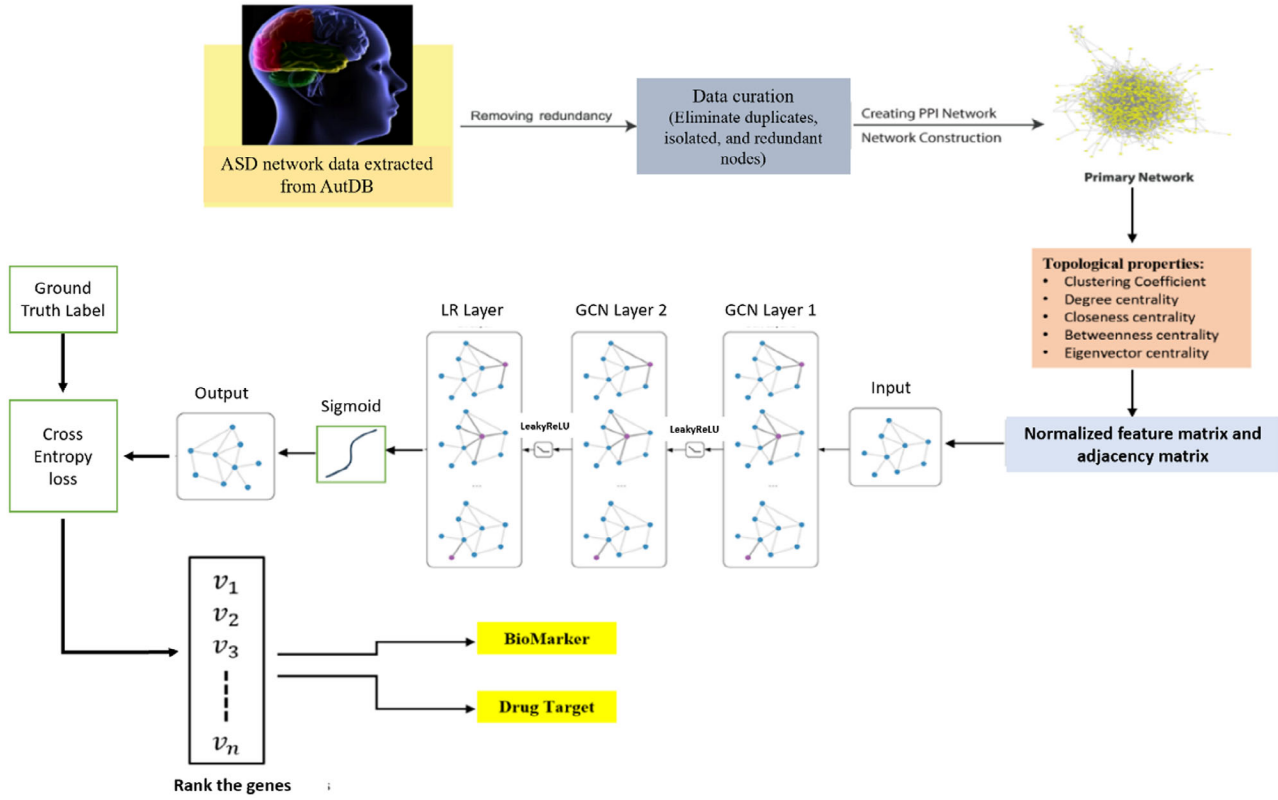 ASD network data extracted
from AutDB
Removing redundancy
Data curation
(Eliminate duplicates,
isolated, and redundant
nodes)
Creating PPI Network
Network Construction
Primary Network
Topological properties:
• Clustering Coefficient
• Degree centrality
• Closeness centrality
• Betweenness centrality
• Eigenvector centrality
Normalized feature matrix and
adjacency matrix
Input
GCN Layer 1
...
LeakyReLU
GCN Layer 2
...
LeakyReLU
LR Layer
...
Sigmoid
Output
Ground
Truth Label
Cross
Entropy
loss
v1
v2
v3
vn
Rank the genes
BioMarker
Drug Target